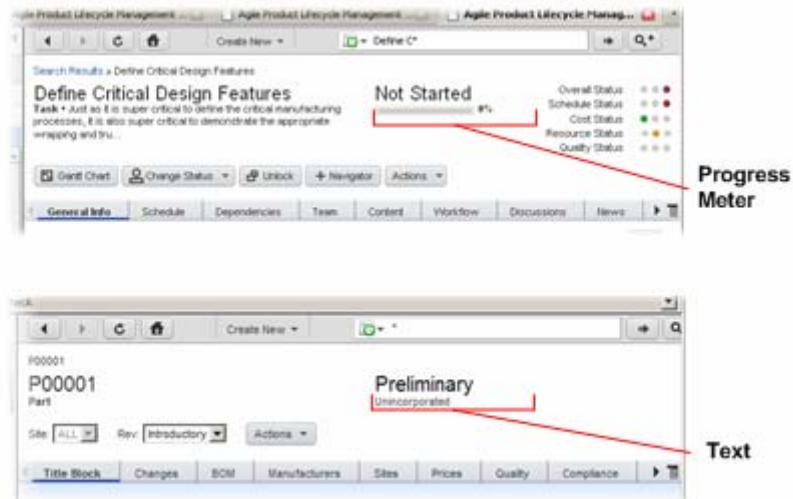 Agile Product Lifecycle Management ... Agile Product Lifecycle Management ... Agile Product Lifecycle Manag...
Create New Define C*
Search Results » Define Critical Design Features
Define Critical Design Features
Not Started
Task • Just as it is super critical to define the critical manufacturing
processes, it is also super critical to demonstrate the appropriate
wrapping and tru...
0%
Overall Status
Schedule Status
Cost Status
Resource Status
Quality Status
Progress
Meter
Gantt Chart Change Status Unlock + Navigator Actions
General Info Schedule Dependencies Team Content Workflow Discussions News
Create New *
P00001
P00001
Part
Preliminary
Unincorporated
Site ALL Rev: Introductory Actions
Text
Title Block Changes BOM Manufacturers Sites Prices Quality Compliance